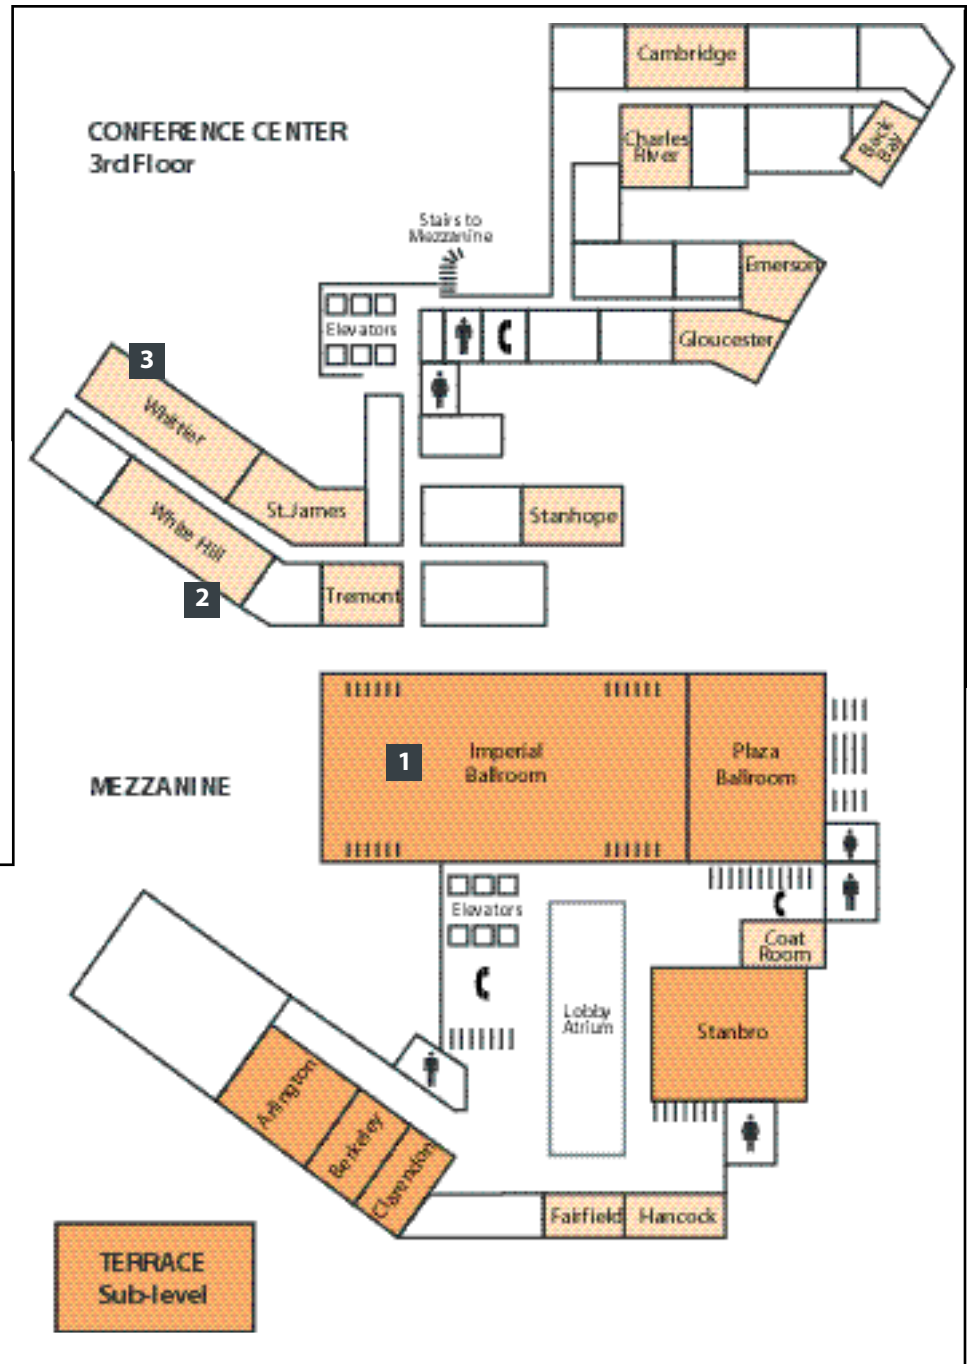 Cambridge
CONFERENCE CENTER
3rd Floor
Charles
River
Back
Bay
Stairs to
Mezzanine
Emerson
Elevators
Gloucester
3
Whittier
St.James
Stanhope
White Hill
2
Tremont
1
Imperial
Ballroom
Plaza
Ballroom
MEZZANINE
Elevators
Coat
Room
Lobby
Atrium
Stanbro
Arlington
Berkeley
Clarendon
Fairfield
Hancock
TERRACE
Sub-level